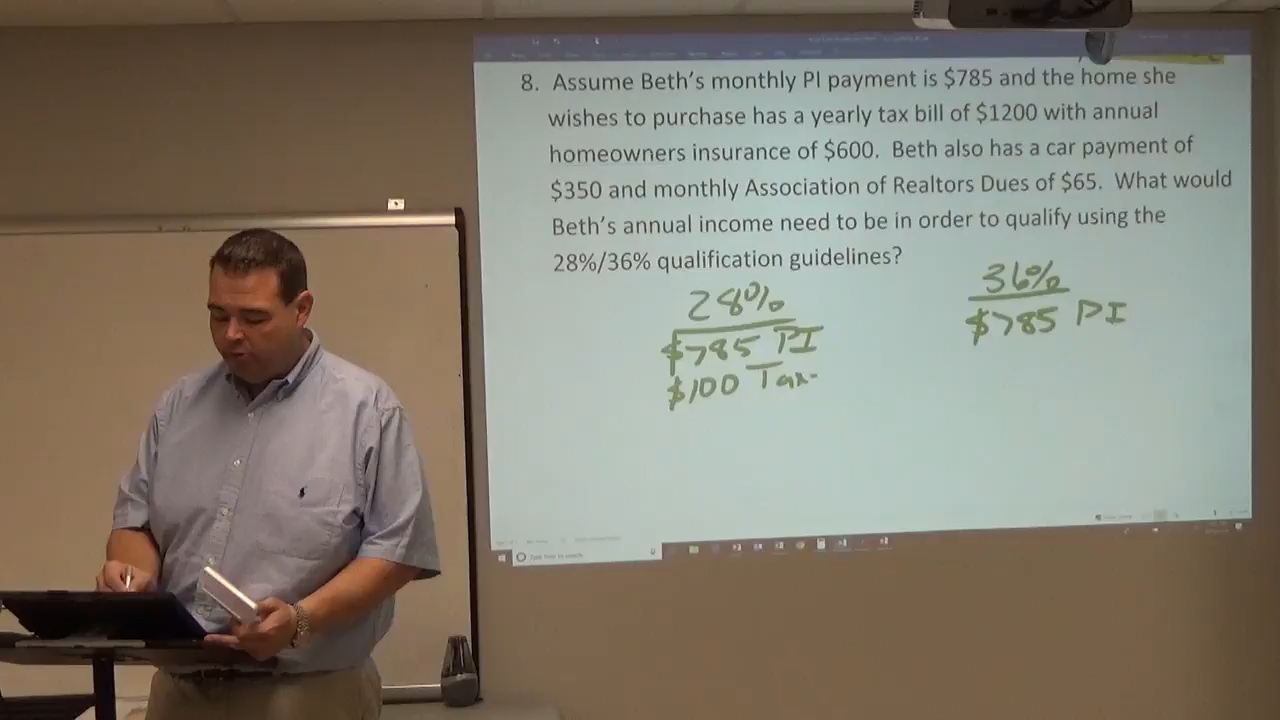 8. Assume Beth's monthly PI payment is $785 and the home she
wishes to purchase has a yearly tax bill of $1200 with annual
homeowners insurance of $600. Beth also has a car payment of
$350 and monthly Association of Realtors Dues of $65. What would
Beth's annual income need to be in order to qualify using the
28%/36% qualification guidelines?
28%
$785 PI
$100 Tax
36%
$785 PI